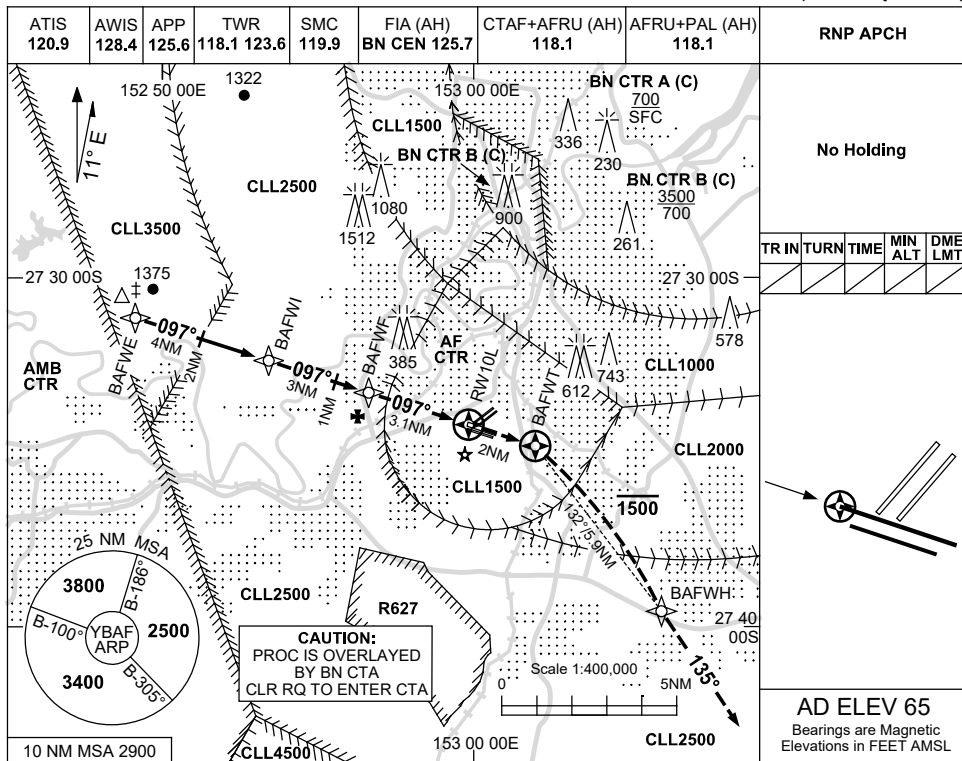 ATIS
120.9
AWIS
128.4
APP
125.6
TWR
118.1 123.6
SMC
119.9
FIA (AH)
BN CEN 125.7
CTAF+AFRU (AH)
118.1
AFRU+PAL (AH)
118.1
RNP APCH
No Holding
TR IN
TURN
TIME
MIN ALT
DME LMT
11° E
152 50 00E
1322
153 00 00E
BN CTR A (C)
700
SFC
CLL1500
336
230
BN CTR B (C)
CLL2500
1080
900
BN CTR B (C)
3500
700
1512
261
CLL3500
27 30 00S
1375
27 30 00S
BAFWE
097°
4NM
2NM
BAFWI
097°
3NM
1NM
BAFWF
385
AF
CTR
097°
3.1NM
RW10L
2NM
BAFWT
612
743
578
CLL1000
AMB
CTR
CLL2000
CLL1500
1500
132°/5.9NM
BAFWH
27 40
00S
135°
25 NM MSA
3800
B-186°
B-100°
YBAF
ARP
2500
3400
B-305°
CLL2500
R627
CAUTION:
PROC IS OVERLAYED
BY BN CTA
CLR RQ TO ENTER CTA
Scale 1:400,000
0
5NM
10 NM MSA 2900
CLL4500
153 00 00E
CLL2500
AD ELEV 65
Bearings are Magnetic
Elevations in FEET AMSL